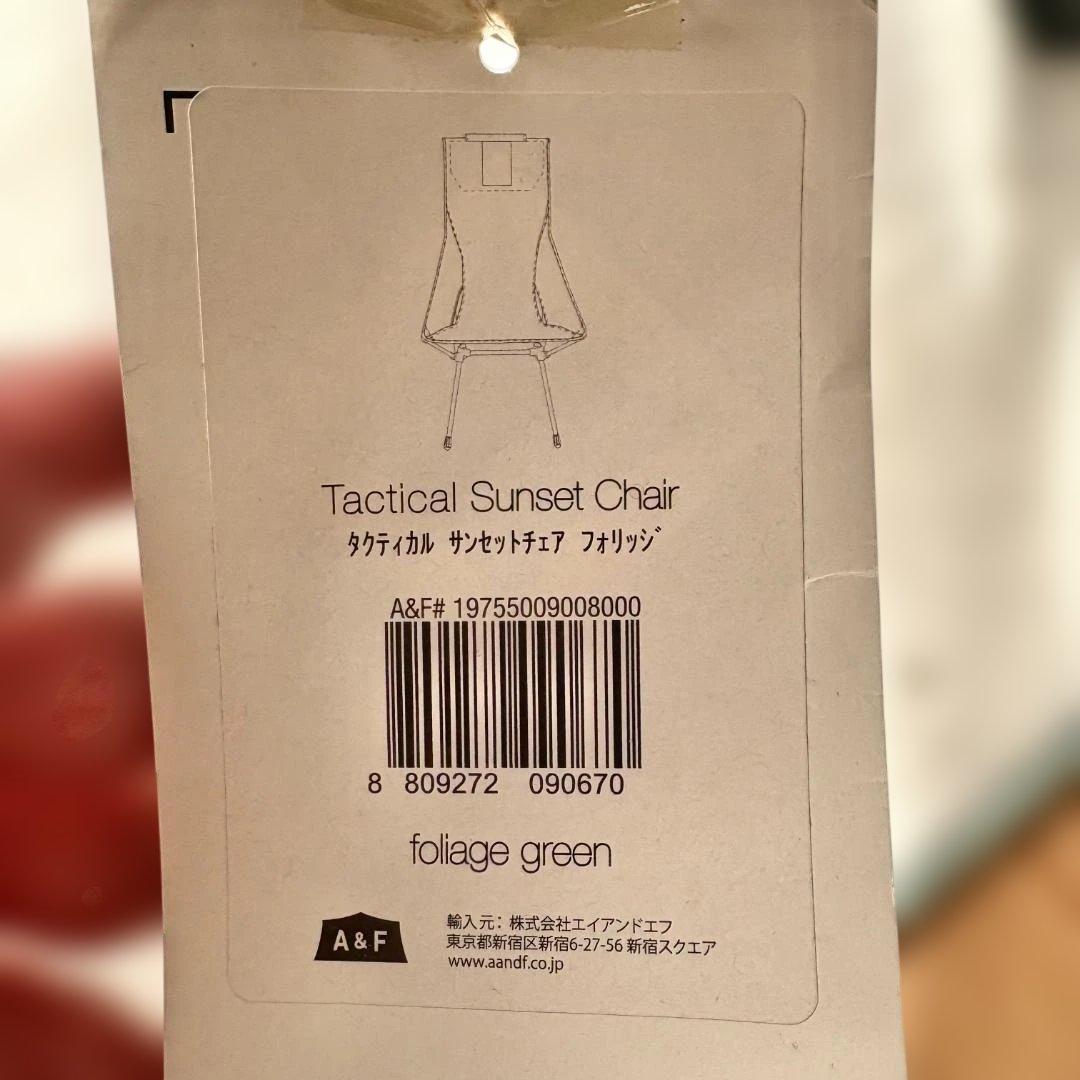 Tactical Sunset Chair
タクティカル サンセットチェア フォリッジ
A&F# 19755009008000
8 809272 090670
foliage green
A&F
輸入元：株式会社エイアンドエフ
東京都新宿区新宿6-27-56 新宿スクエア
www.aandf.co.jp